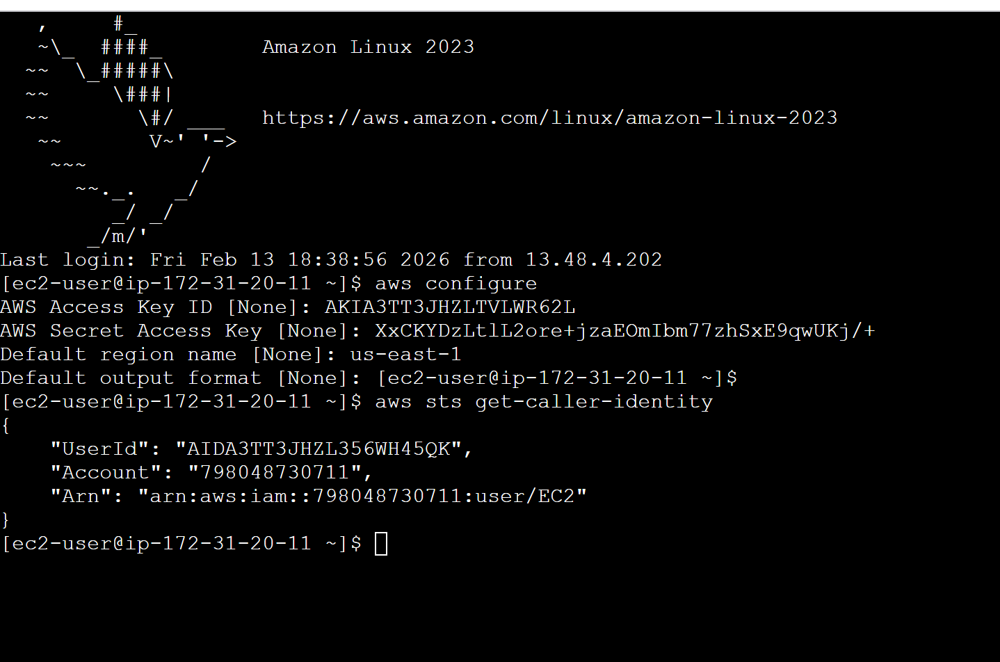 , #_
~\_ ####_ Amazon Linux 2023
~~ \_#####\
~~ \###|
~~ \#/ ___ https://aws.amazon.com/linux/amazon-linux-2023
~~ V~' '->
~~~ /
~~._. _/
_/ _/
_/m/'
Last login: Fri Feb 13 18:38:56 2026 from 13.48.4.202
[ec2-user@ip-172-31-20-11 ~]$ aws configure
AWS Access Key ID [None]: AKIA3TT3JHZLTVLWR62L
AWS Secret Access Key [None]: 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
Default region name [None]: us-east-1
Default output format [None]: [ec2-user@ip-172-31-20-11 ~]$
[ec2-user@ip-172-31-20-11 ~]$ aws sts get-caller-identity
{
"UserId": "AIDA3TT3JHZL356WH45QK",
"Account": "798048730711",
"Arn": "arn:aws:iam::798048730711:user/EC2"
}
[ec2-user@ip-172-31-20-11 ~]$